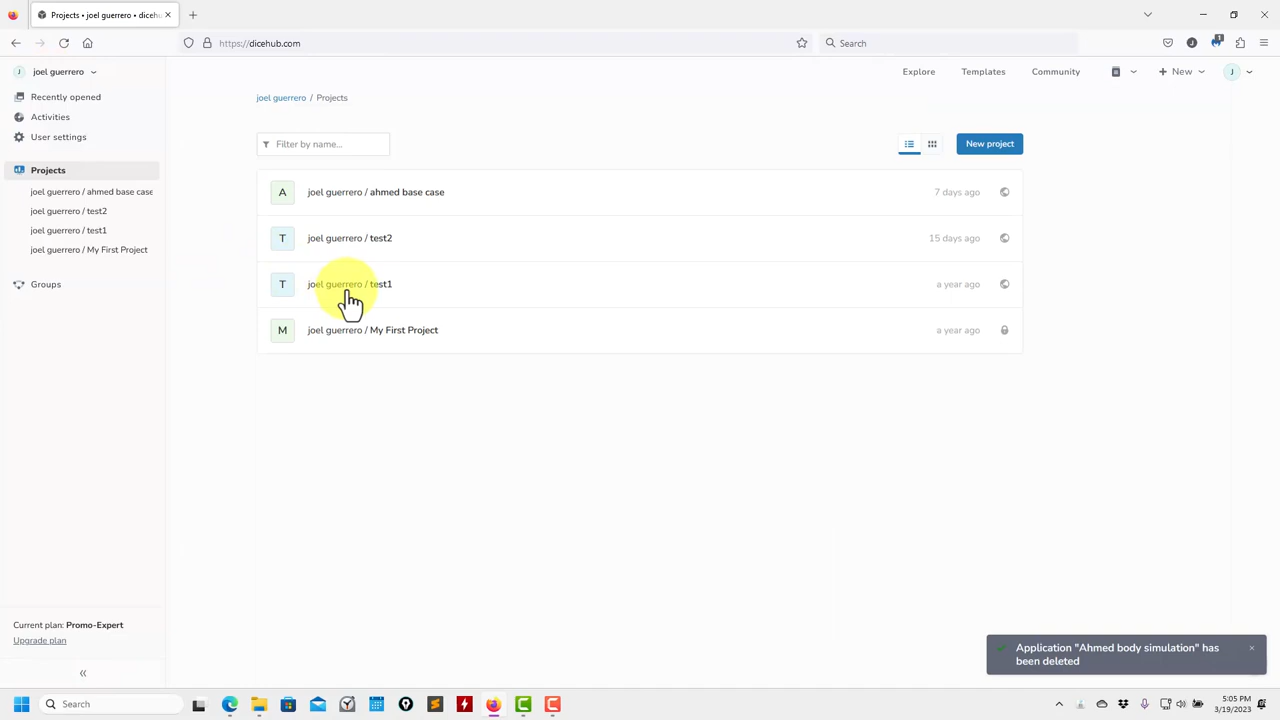 Projects • joel guerrero • dicehub
https://dicehub.com
Search
J
J joel guerrero
Explore
Templates
Community
New
J
Recently opened
Activities
User settings
Projects
joel guerrero / ahmed base case
joel guerrero / test2
joel guerrero / test1
joel guerrero / My First Project
Groups
joel guerrero / Projects
Filter by name...
New project
A joel guerrero / ahmed base case 7 days ago
T joel guerrero / test2 15 days ago
T joel guerrero / test1 a year ago
M joel guerrero / My First Project a year ago
Current plan: Promo-Expert
Upgrade plan
«
Application "Ahmed body simulation" has
been deleted
Search
5:05 PM
3/19/2023